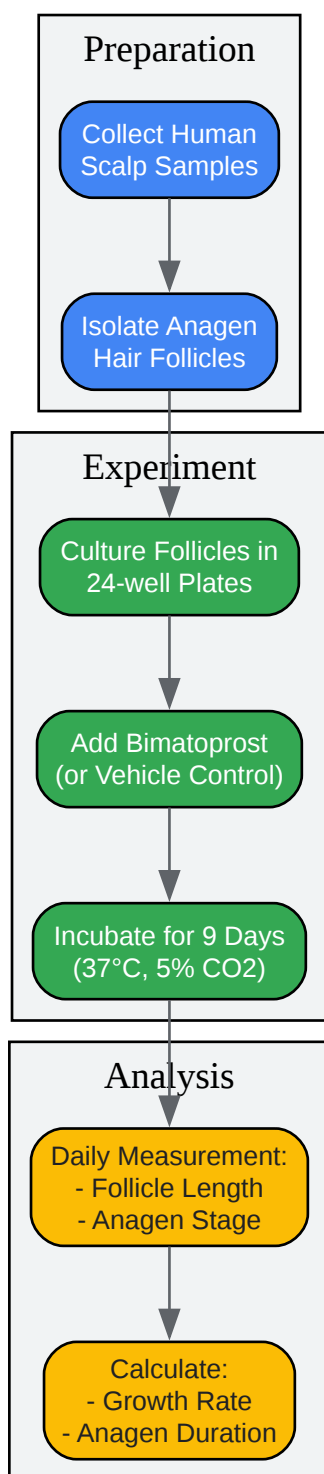 Preparation
Collect Human
Scalp Samples
Isolate Anagen
Hair Follicles
Experiment
Culture Follicles in
24-well Plates
Add Bimatoprost
(or Vehicle Control)
Incubate for 9 Days
(37°C, 5% CO2)
Analysis
Daily Measurement:
- Follicle Length
- Anagen Stage
Calculate:
- Growth Rate
- Anagen Duration